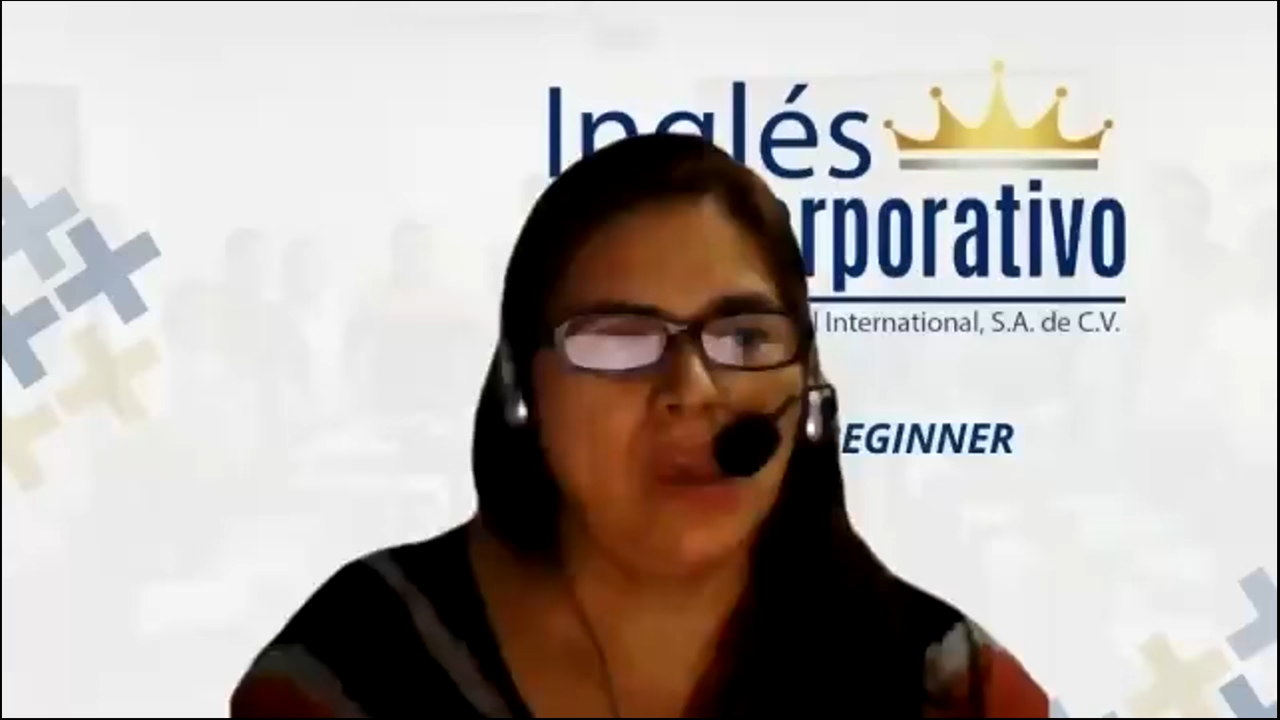 Inglés
rporativo
l International, S.A. de C.V.
EGINNER